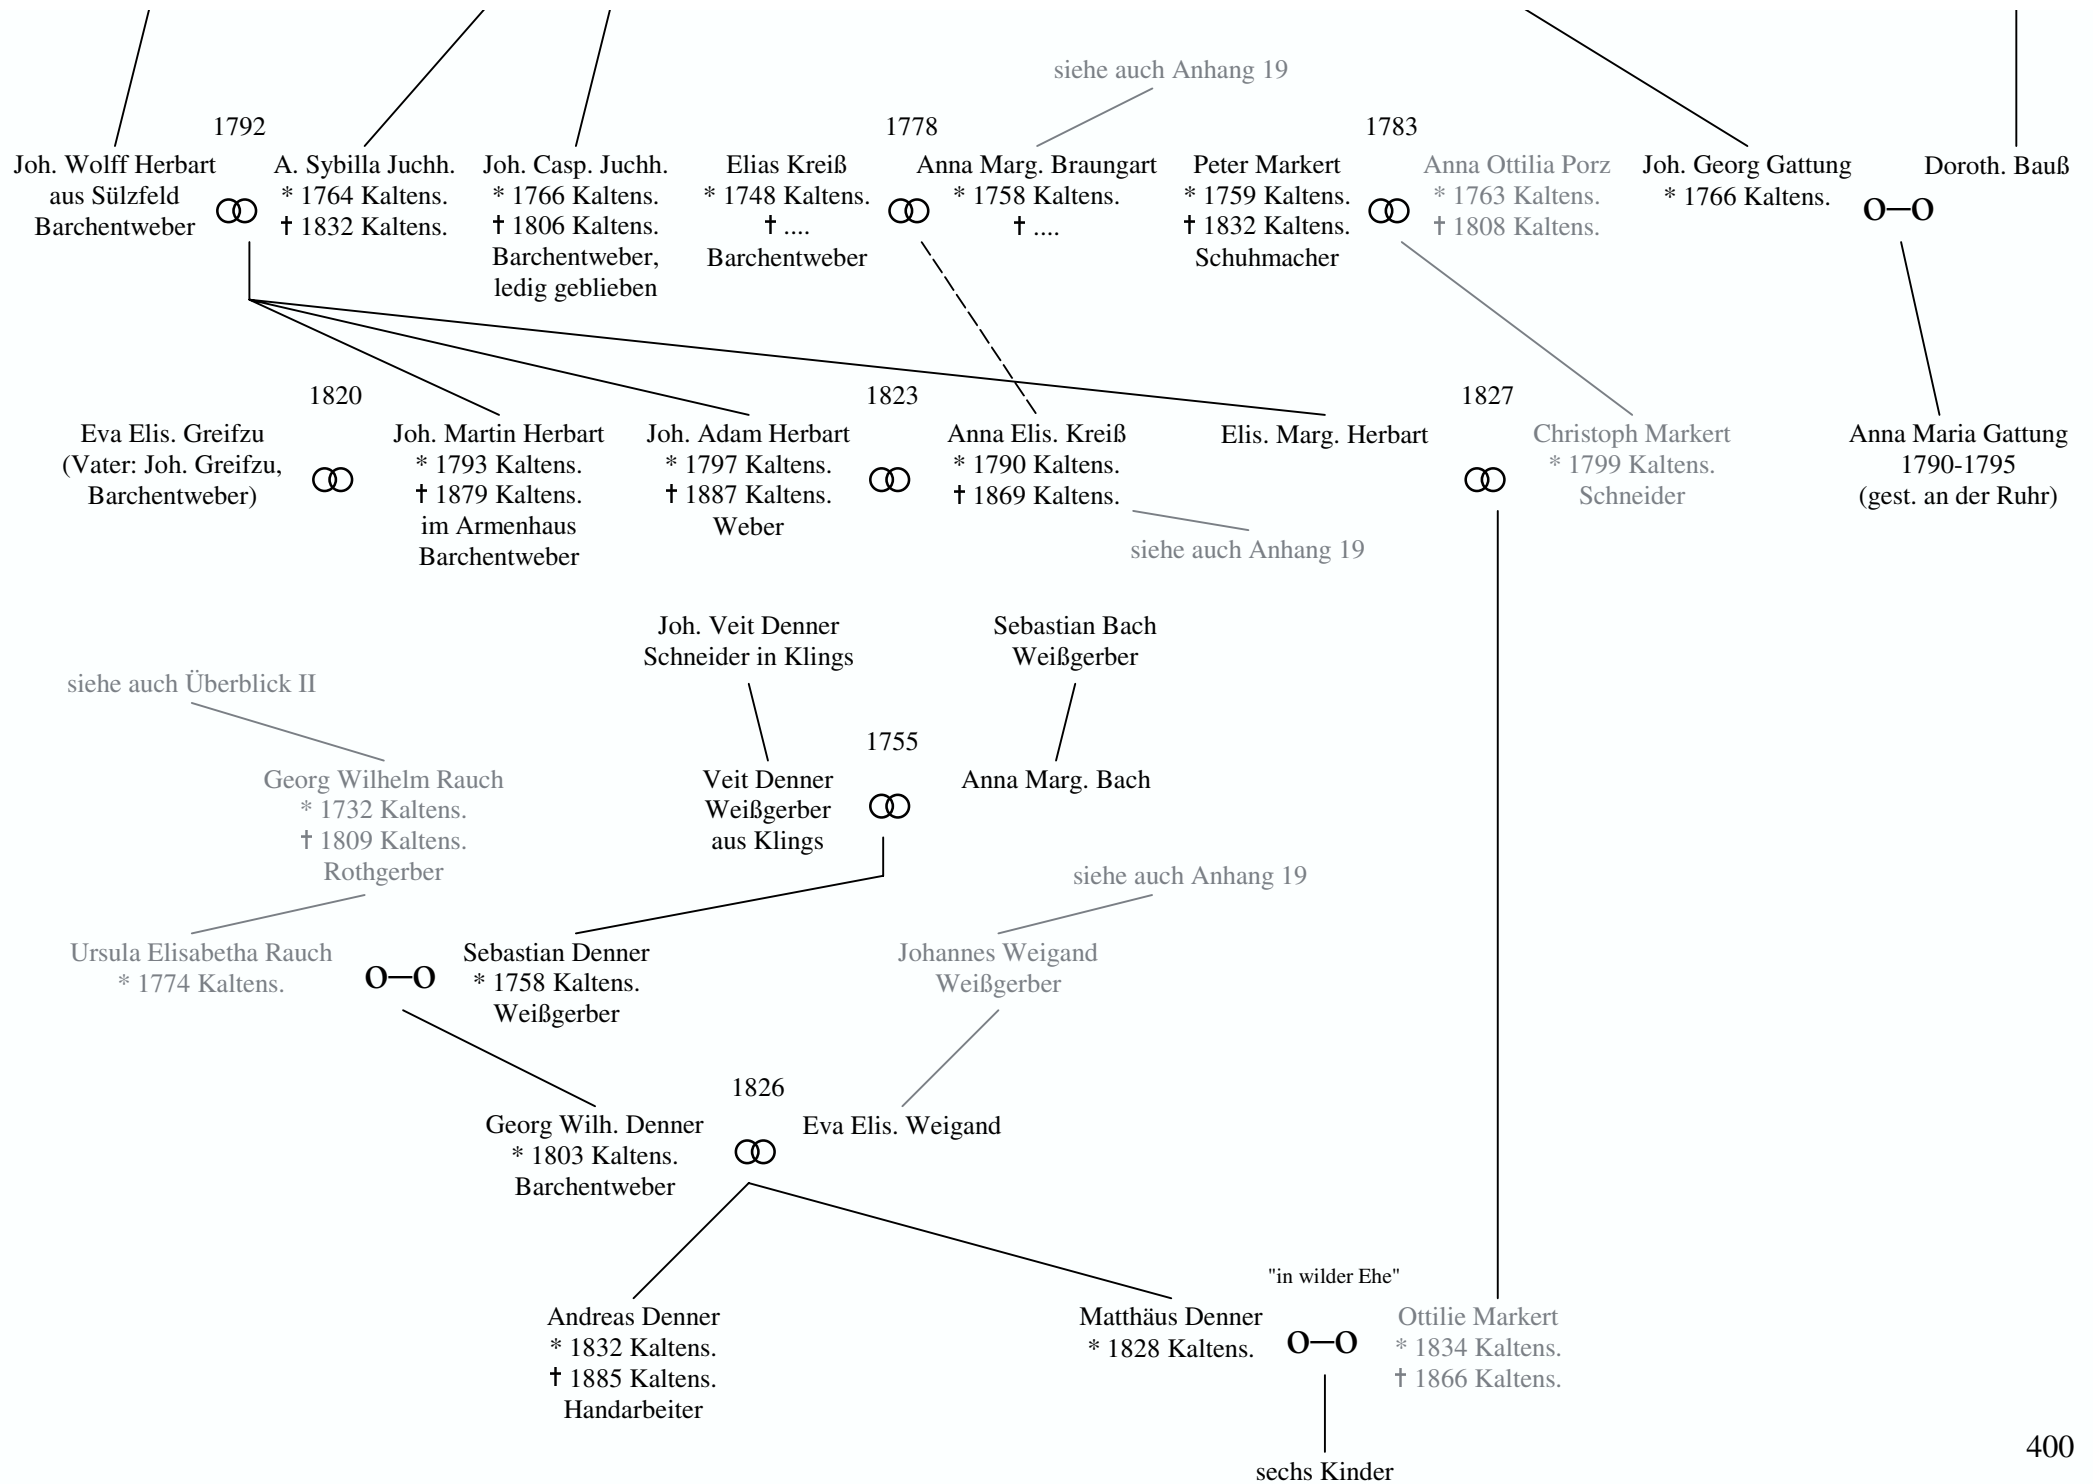 siehe auch Anhang 19
1792
1778
1783
Joh. Wolff Herbart
aus Sülzfeld
Barchentweber
A. Sybilla Juchh.
* 1764 Kaltens.
† 1832 Kaltens.
Joh. Casp. Juchh.
* 1766 Kaltens.
† 1806 Kaltens.
Barchentweber,
ledig geblieben
Elias Kreiß
* 1748 Kaltens.
† ....
Barchentweber
Anna Marg. Braungart
* 1758 Kaltens.
† ....
Peter Markert
* 1759 Kaltens.
† 1832 Kaltens.
Schuhmacher
Anna Ottilia Porz
* 1763 Kaltens.
† 1808 Kaltens.
Joh. Georg Gattung
* 1766 Kaltens.
o–o
Doroth. Bauß
1820
1823
1827
Eva Elis. Greifzu
(Vater: Joh. Greifzu,
Barchentweber)
Joh. Martin Herbart
* 1793 Kaltens.
† 1879 Kaltens.
im Armenhaus
Barchentweber
Joh. Adam Herbart
* 1797 Kaltens.
† 1887 Kaltens.
Weber
Anna Elis. Kreiß
* 1790 Kaltens.
† 1869 Kaltens.
siehe auch Anhang 19
Elis. Marg. Herbart
Christoph Markert
* 1799 Kaltens.
Schneider
Anna Maria Gattung
1790-1795
(gest. an der Ruhr)
Joh. Veit Denner
Schneider in Klings
Sebastian Bach
Weißgerber
siehe auch Überblick II
1755
Georg Wilhelm Rauch
* 1732 Kaltens.
† 1809 Kaltens.
Rothgerber
Veit Denner
Weißgerber
aus Klings
Anna Marg. Bach
siehe auch Anhang 19
Ursula Elisabetha Rauch
* 1774 Kaltens.
o–o
Sebastian Denner
* 1758 Kaltens.
Weißgerber
Johannes Weigand
Weißgerber
1826
Georg Wilh. Denner
* 1803 Kaltens.
Barchentweber
Eva Elis. Weigand
"in wilder Ehe"
Andreas Denner
* 1832 Kaltens.
† 1885 Kaltens.
Handarbeiter
Matthäus Denner
* 1828 Kaltens.
o–o
Ottilie Markert
* 1834 Kaltens.
† 1866 Kaltens.
sechs Kinder
400